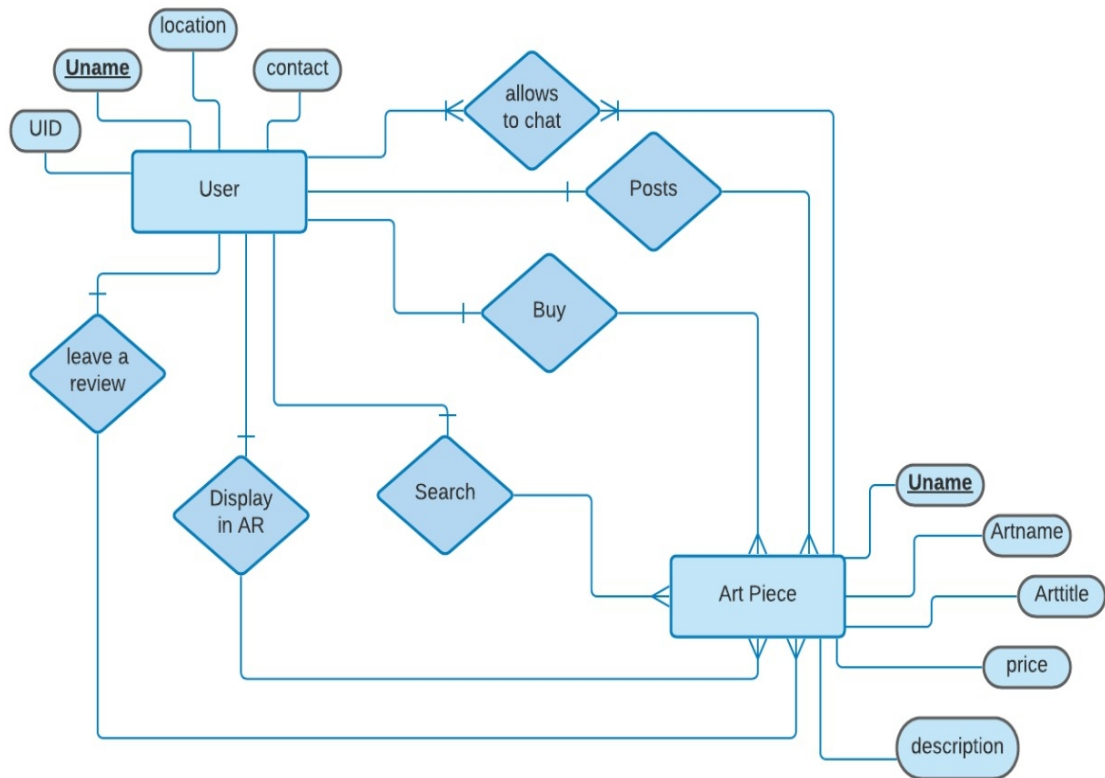 location
Uname
contact
UID
allows
to chat
User
Posts
Buy
leave a
review
Search
Display
in AR
Uname
Artname
Art Piece
Arttitle
price
description